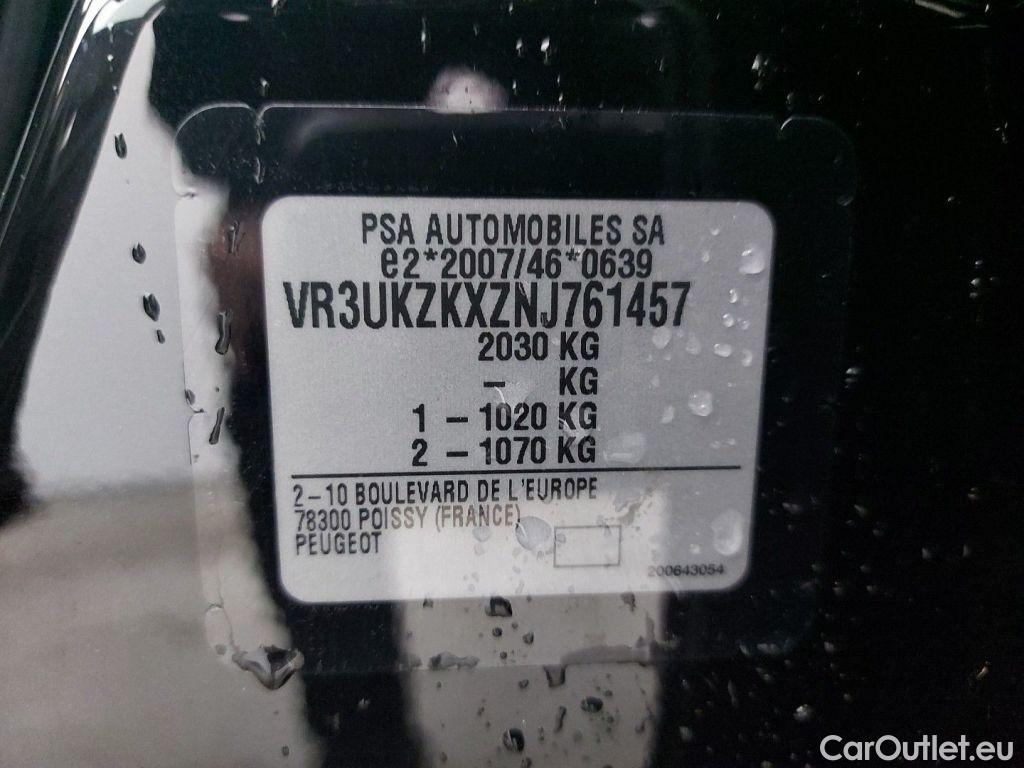 PSA AUTOMOBILES SA
e2*2007/46*0639
VR3UKZKXZNJ761457
2030 KG
– KG
1 – 1020 KG
2 – 1070 KG
2–10 BOULEVARD DE L'EUROPE
78300 POISSY (FRANCE)
PEUGEOT
200643054
CarOutlet.eu